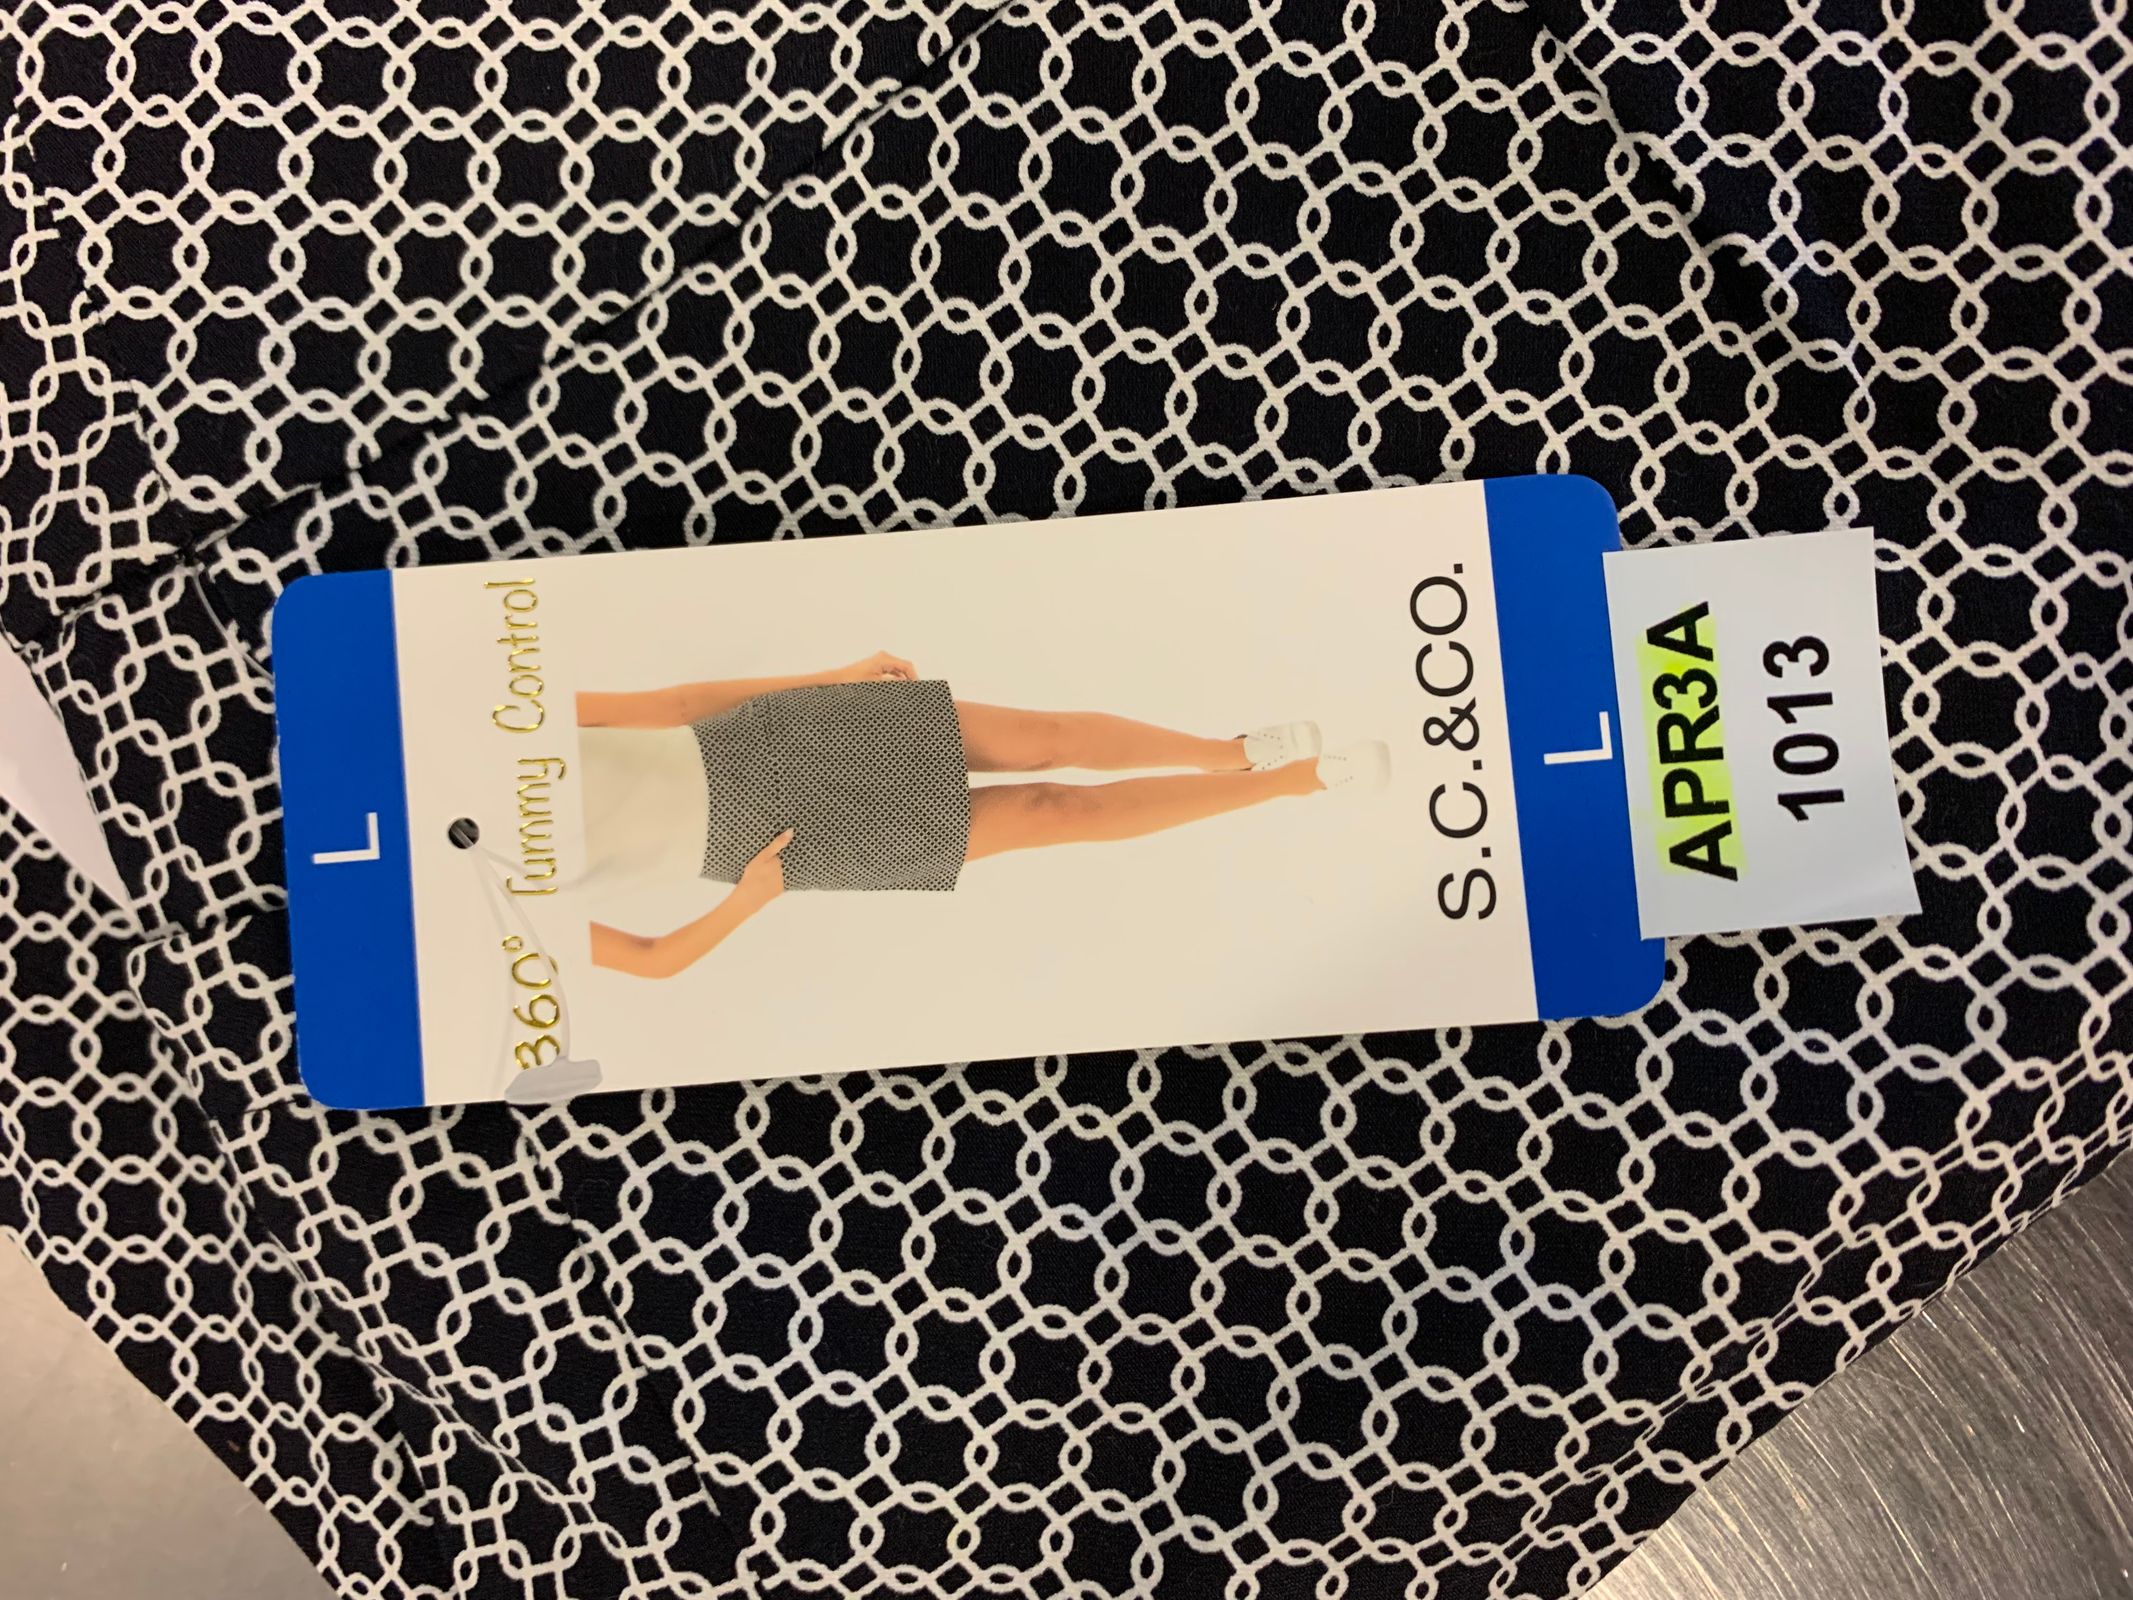 L
360° Tummy Control
S.C.&CO.
L
APR3A
1013